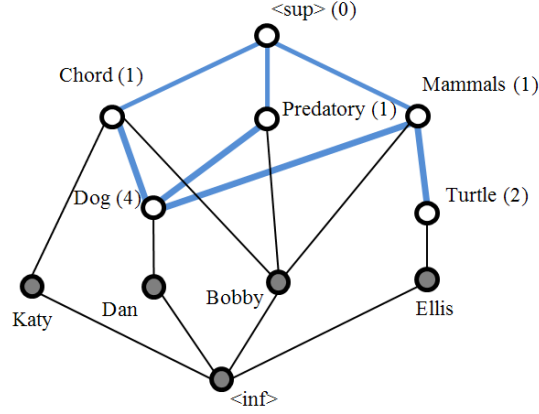 <sup> (0)
Chord (1)
Predatory (1)
Mammals (1)
Dog (4)
Turtle (2)
Katy
Dan
Bobby
Ellis
<inf>